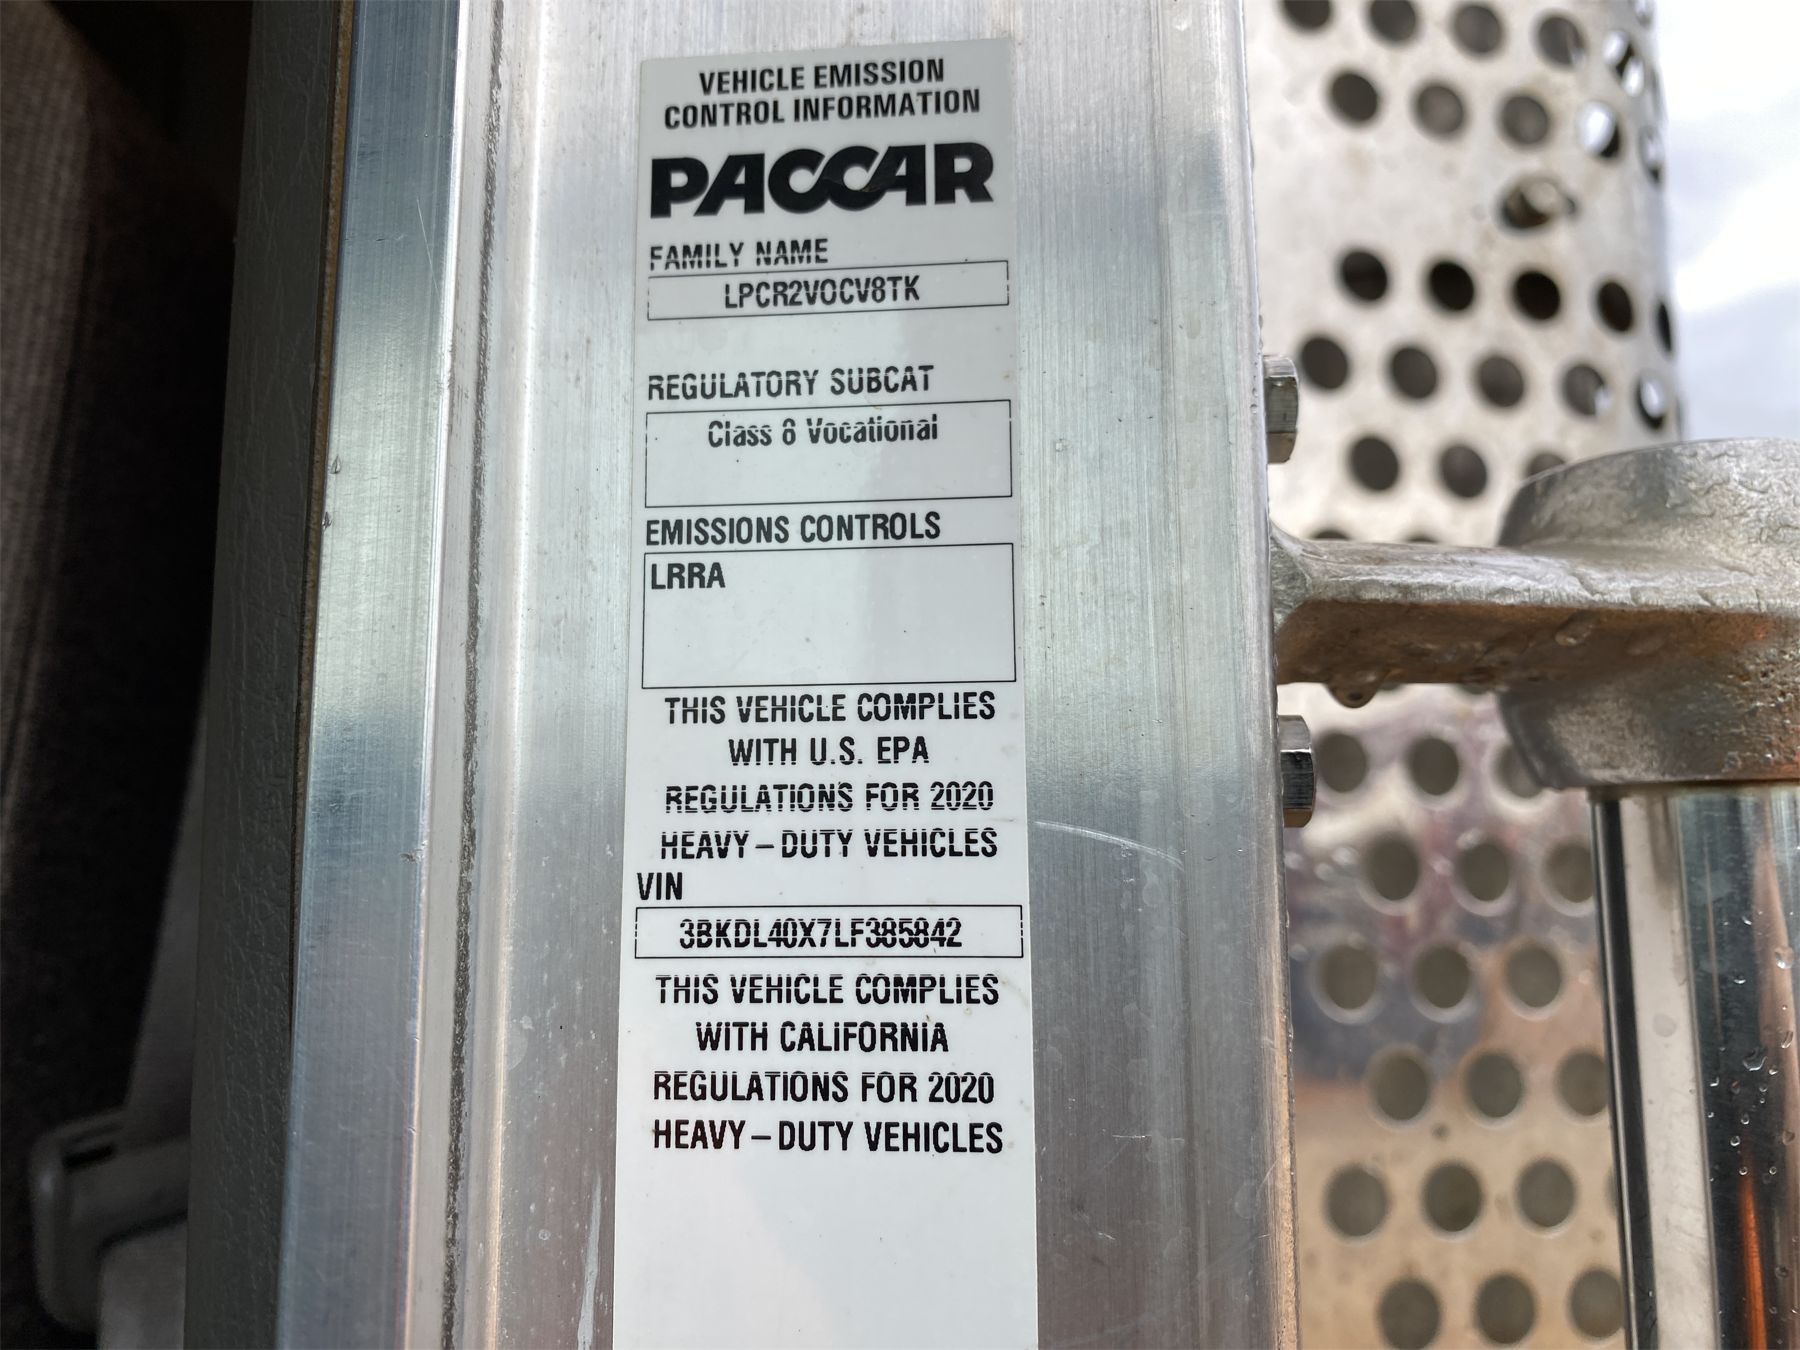 VEHICLE EMISSION
CONTROL INFORMATION
PACCAR
FAMILY NAME
LPCR2VOCV8TK
REGULATORY SUBCAT
Class 8 Vocational
EMISSIONS CONTROLS
LRRA
THIS VEHICLE COMPLIES
WITH U.S. EPA
REGULATIONS FOR 2020
HEAVY-DUTY VEHICLES
VIN
3BKDL40X7LF385842
THIS VEHICLE COMPLIES
WITH CALIFORNIA
REGULATIONS FOR 2020
HEAVY-DUTY VEHICLES